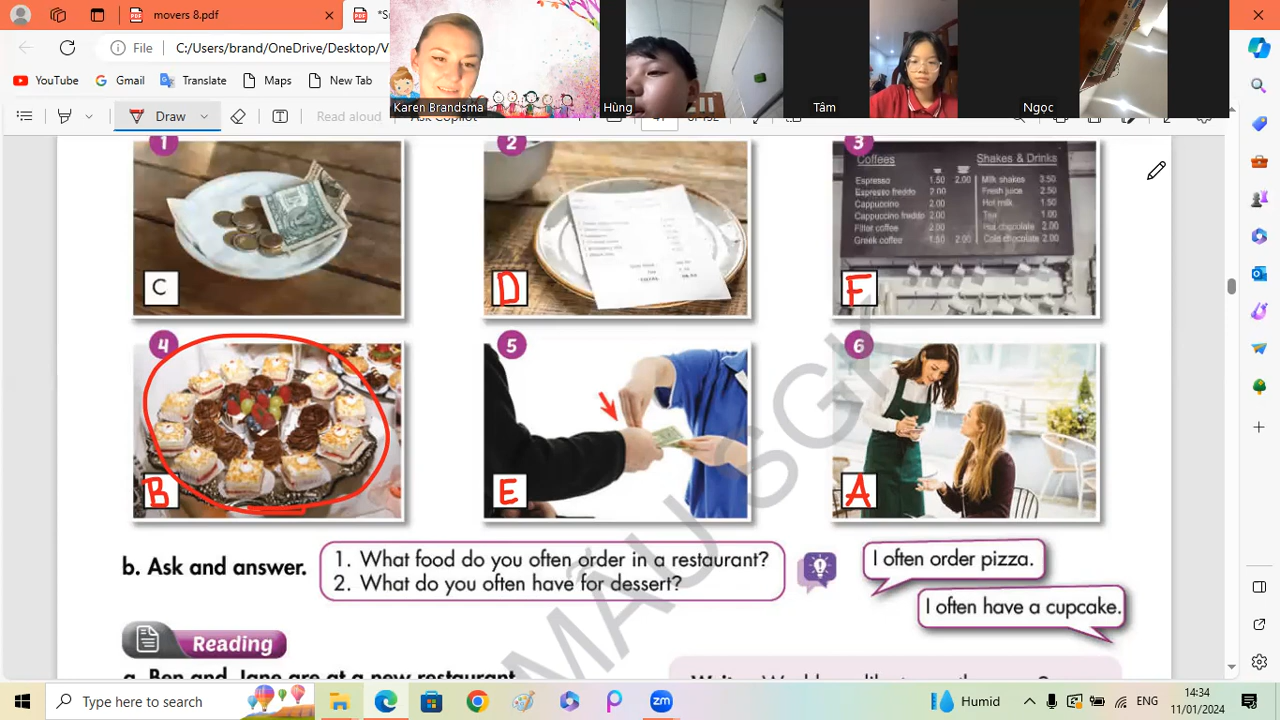 movers 8.pdf
File
C:/Users/brand/OneDrive/Desktop/V
YouTube
Gmail
Translate
Maps
New Tab
Draw
Read aloud
Ask Copilot
Karen Brandsma
Hùng
Tâm
Ngọc
1
2
3
Coffees
Espresso 1.50 2.00
Espresso freddo 2.00
Cappuccino 2.00
Cappuccino freddo 2.00
Filter coffee 2.00
Greek coffee 1.50 2.00
Shakes & Drinks
Milk shakes 3.50
Fresh juice 2.50
Hot milk 1.50
Tea 1.00
Hot chocolate 2.00
Cold chocolate 2.00
C
D
F
4
5
6
B
E
A
MẪU SGK
b. Ask and answer.
1. What food do you often order in a restaurant?
2. What do you often have for dessert?
I often order pizza.
I often have a cupcake.
Reading
a. Ben and Jane are at a new restaurant
Type here to search
Humid
ENG
14:34
11/01/2024